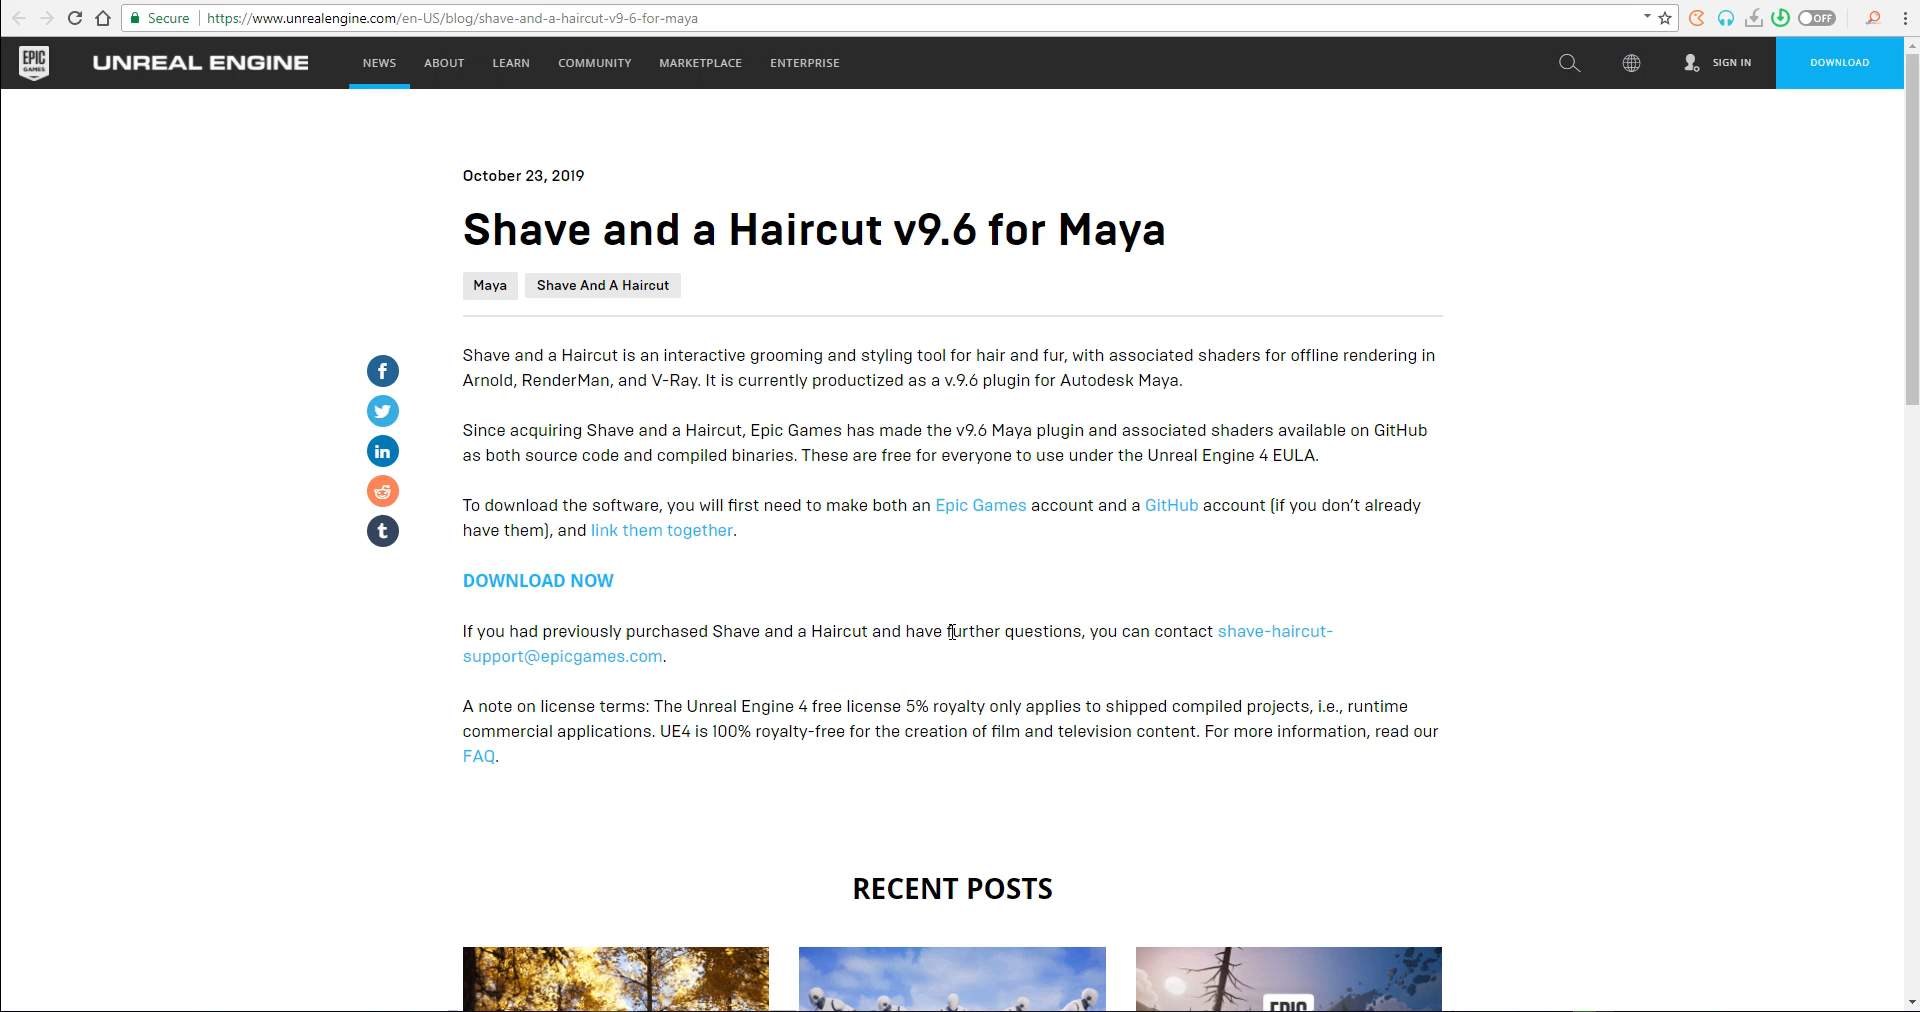 Secure https://www.unrealengine.com/en-US/blog/shave-and-a-haircut-v9-6-for-maya OFF
EPIC GAMES UNREAL ENGINE NEWS ABOUT LEARN COMMUNITY MARKETPLACE ENTERPRISE SIGN IN DOWNLOAD
October 23, 2019
Shave and a Haircut v9.6 for Maya
Maya Shave And A Haircut
Shave and a Haircut is an interactive grooming and styling tool for hair and fur, with associated shaders for offline rendering in
Arnold, RenderMan, and V-Ray. It is currently productized as a v.9.6 plugin for Autodesk Maya.
Since acquiring Shave and a Haircut, Epic Games has made the v9.6 Maya plugin and associated shaders available on GitHub
as both source code and compiled binaries. These are free for everyone to use under the Unreal Engine 4 EULA.
To download the software, you will first need to make both an Epic Games account and a GitHub account (if you don’t already
have them), and link them together.
DOWNLOAD NOW
If you had previously purchased Shave and a Haircut and have further questions, you can contact shave-haircut-
support@epicgames.com.
A note on license terms: The Unreal Engine 4 free license 5% royalty only applies to shipped compiled projects, i.e., runtime
commercial applications. UE4 is 100% royalty-free for the creation of film and television content. For more information, read our
FAQ.
RECENT POSTS
EPIC